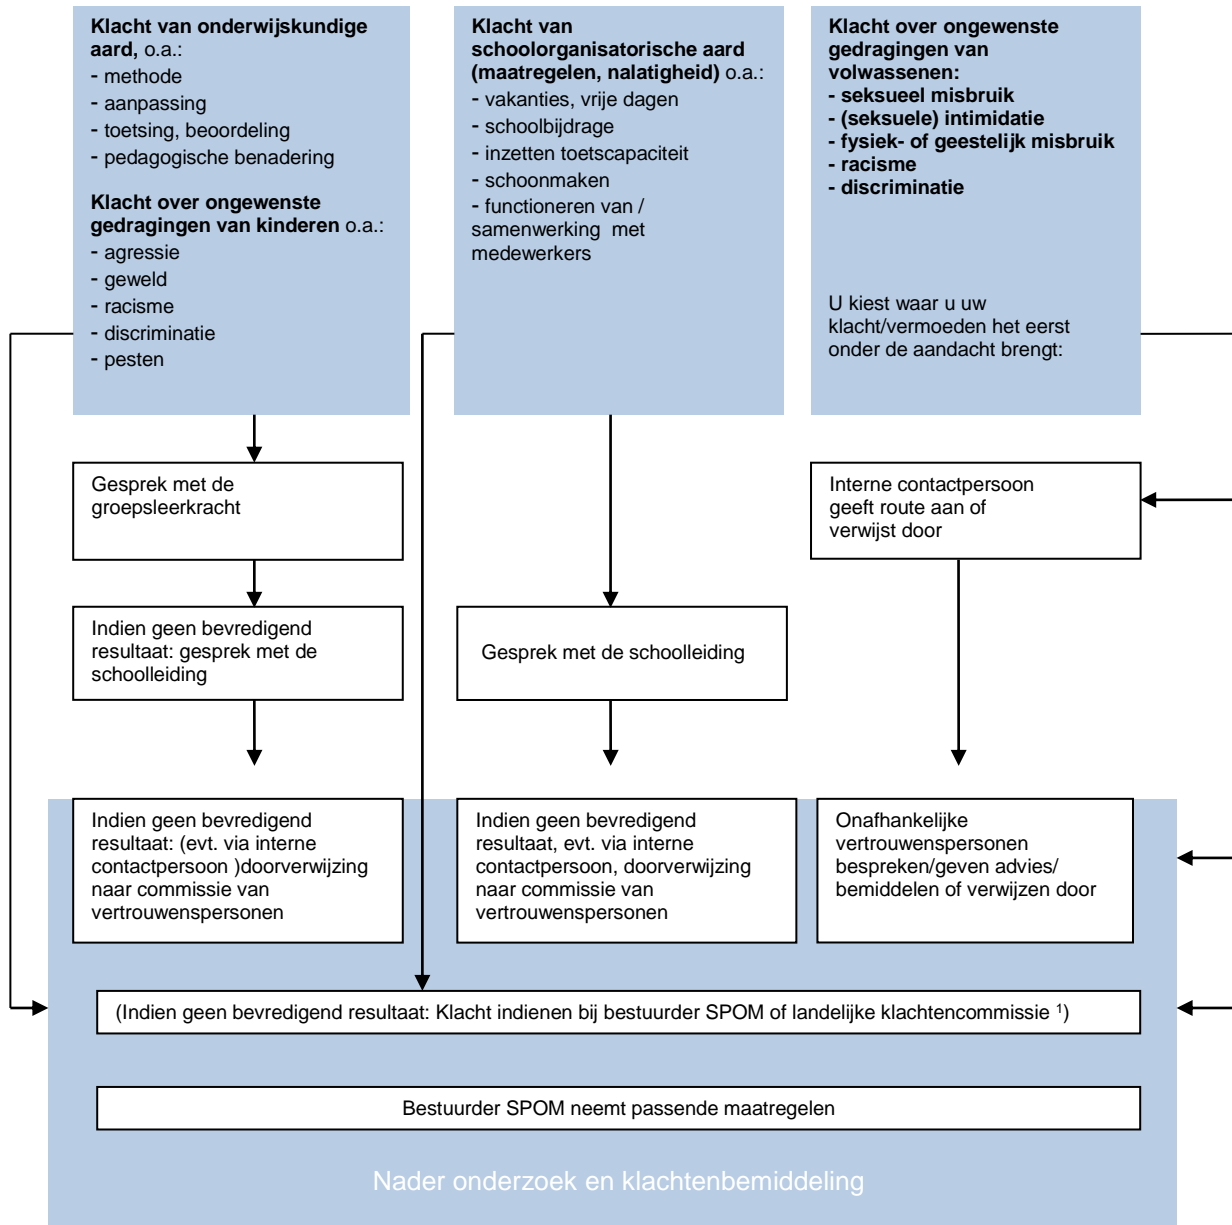 Klacht van onderwijskundige
aard, o.a.:
- methode
- aanpassing
- toetsing, beoordeling
- pedagogische benadering
Klacht over ongewenste
gedragingen van kinderen o.a.:
- agressie
- geweld
- racisme
- discriminatie
- pesten
Klacht van
schoolorganisatorische aard
(maatregelen, nalatigheid) o.a.:
- vakanties, vrije dagen
- schoolbijdrage
- inzetten toetscapaciteit
- schoonmaken
- functioneren van /
samenwerking met
medewerkers
Klacht over ongewenste
gedragingen van
volwassenen:
- seksueel misbruik
- (seksuele) intimidatie
- fysiek- of geestelijk misbruik
- racisme
- discriminatie
U kiest waar u uw
klacht/vermoeden het eerst
onder de aandacht brengt:
Gesprek met de
groepsleerkracht
Interne contactpersoon
geeft route aan of
verwijst door
Indien geen bevredigend
resultaat: gesprek met de
schoolleiding
Gesprek met de schoolleiding
Indien geen bevredigend
resultaat: (evt. via interne
contactpersoon )doorverwijzing
naar commissie van
vertrouwenspersonen
Indien geen bevredigend
resultaat, evt. via interne
contactpersoon, doorverwijzing
naar commissie van
vertrouwenspersonen
Onafhankelijke
vertrouwenspersonen
bespreken/geven advies/
bemiddelen of verwijzen door
(Indien geen bevredigend resultaat: Klacht indienen bij bestuurder SPOM of landelijke klachtencommissie ¹)
Bestuurder SPOM neemt passende maatregelen
Nader onderzoek en klachtenbemiddeling